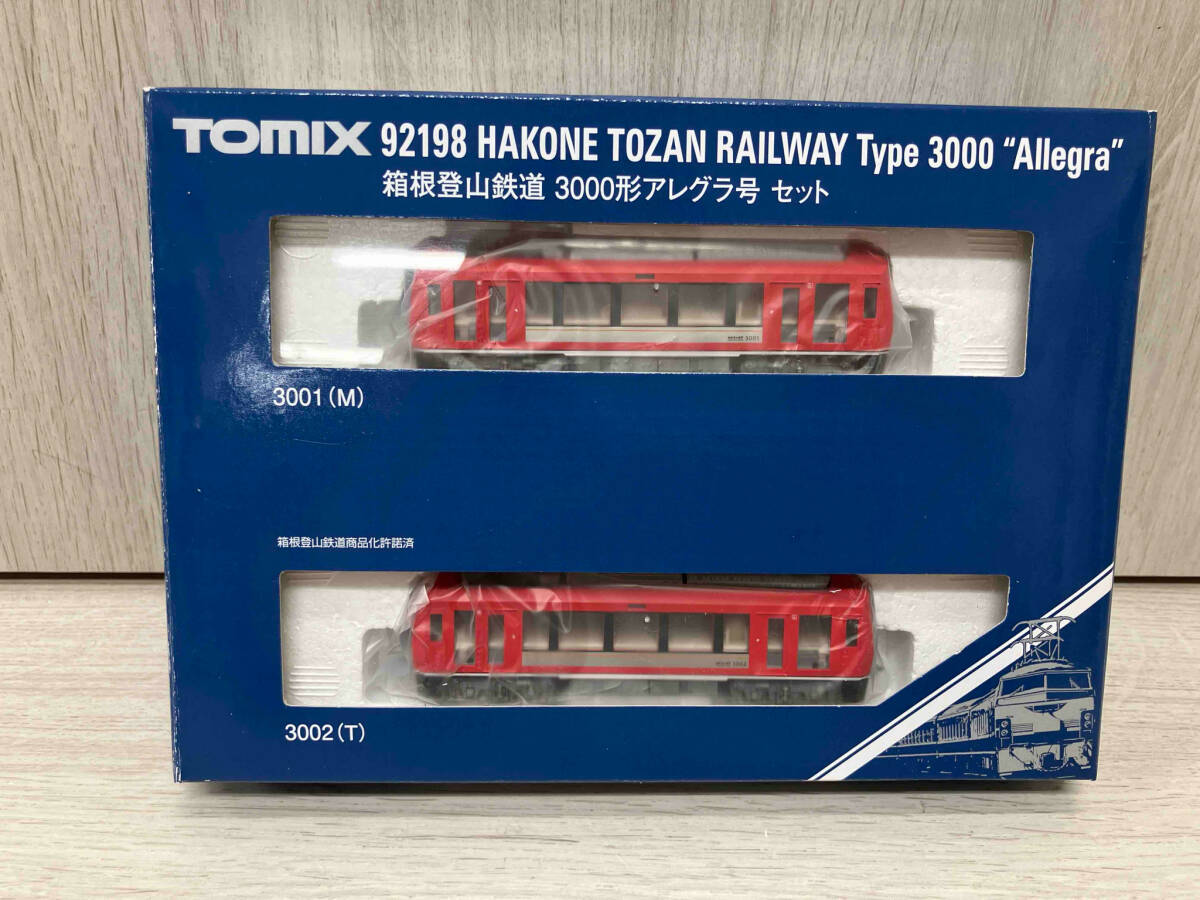 TOMIX 92198 HAKONE TOZAN RAILWAY Type 3000 “Allegra”
箱根登山鉄道 3000形アレグラ号 セット
3001
3001(M)
箱根登山鉄道商品化許諾済
3002
3002(T)